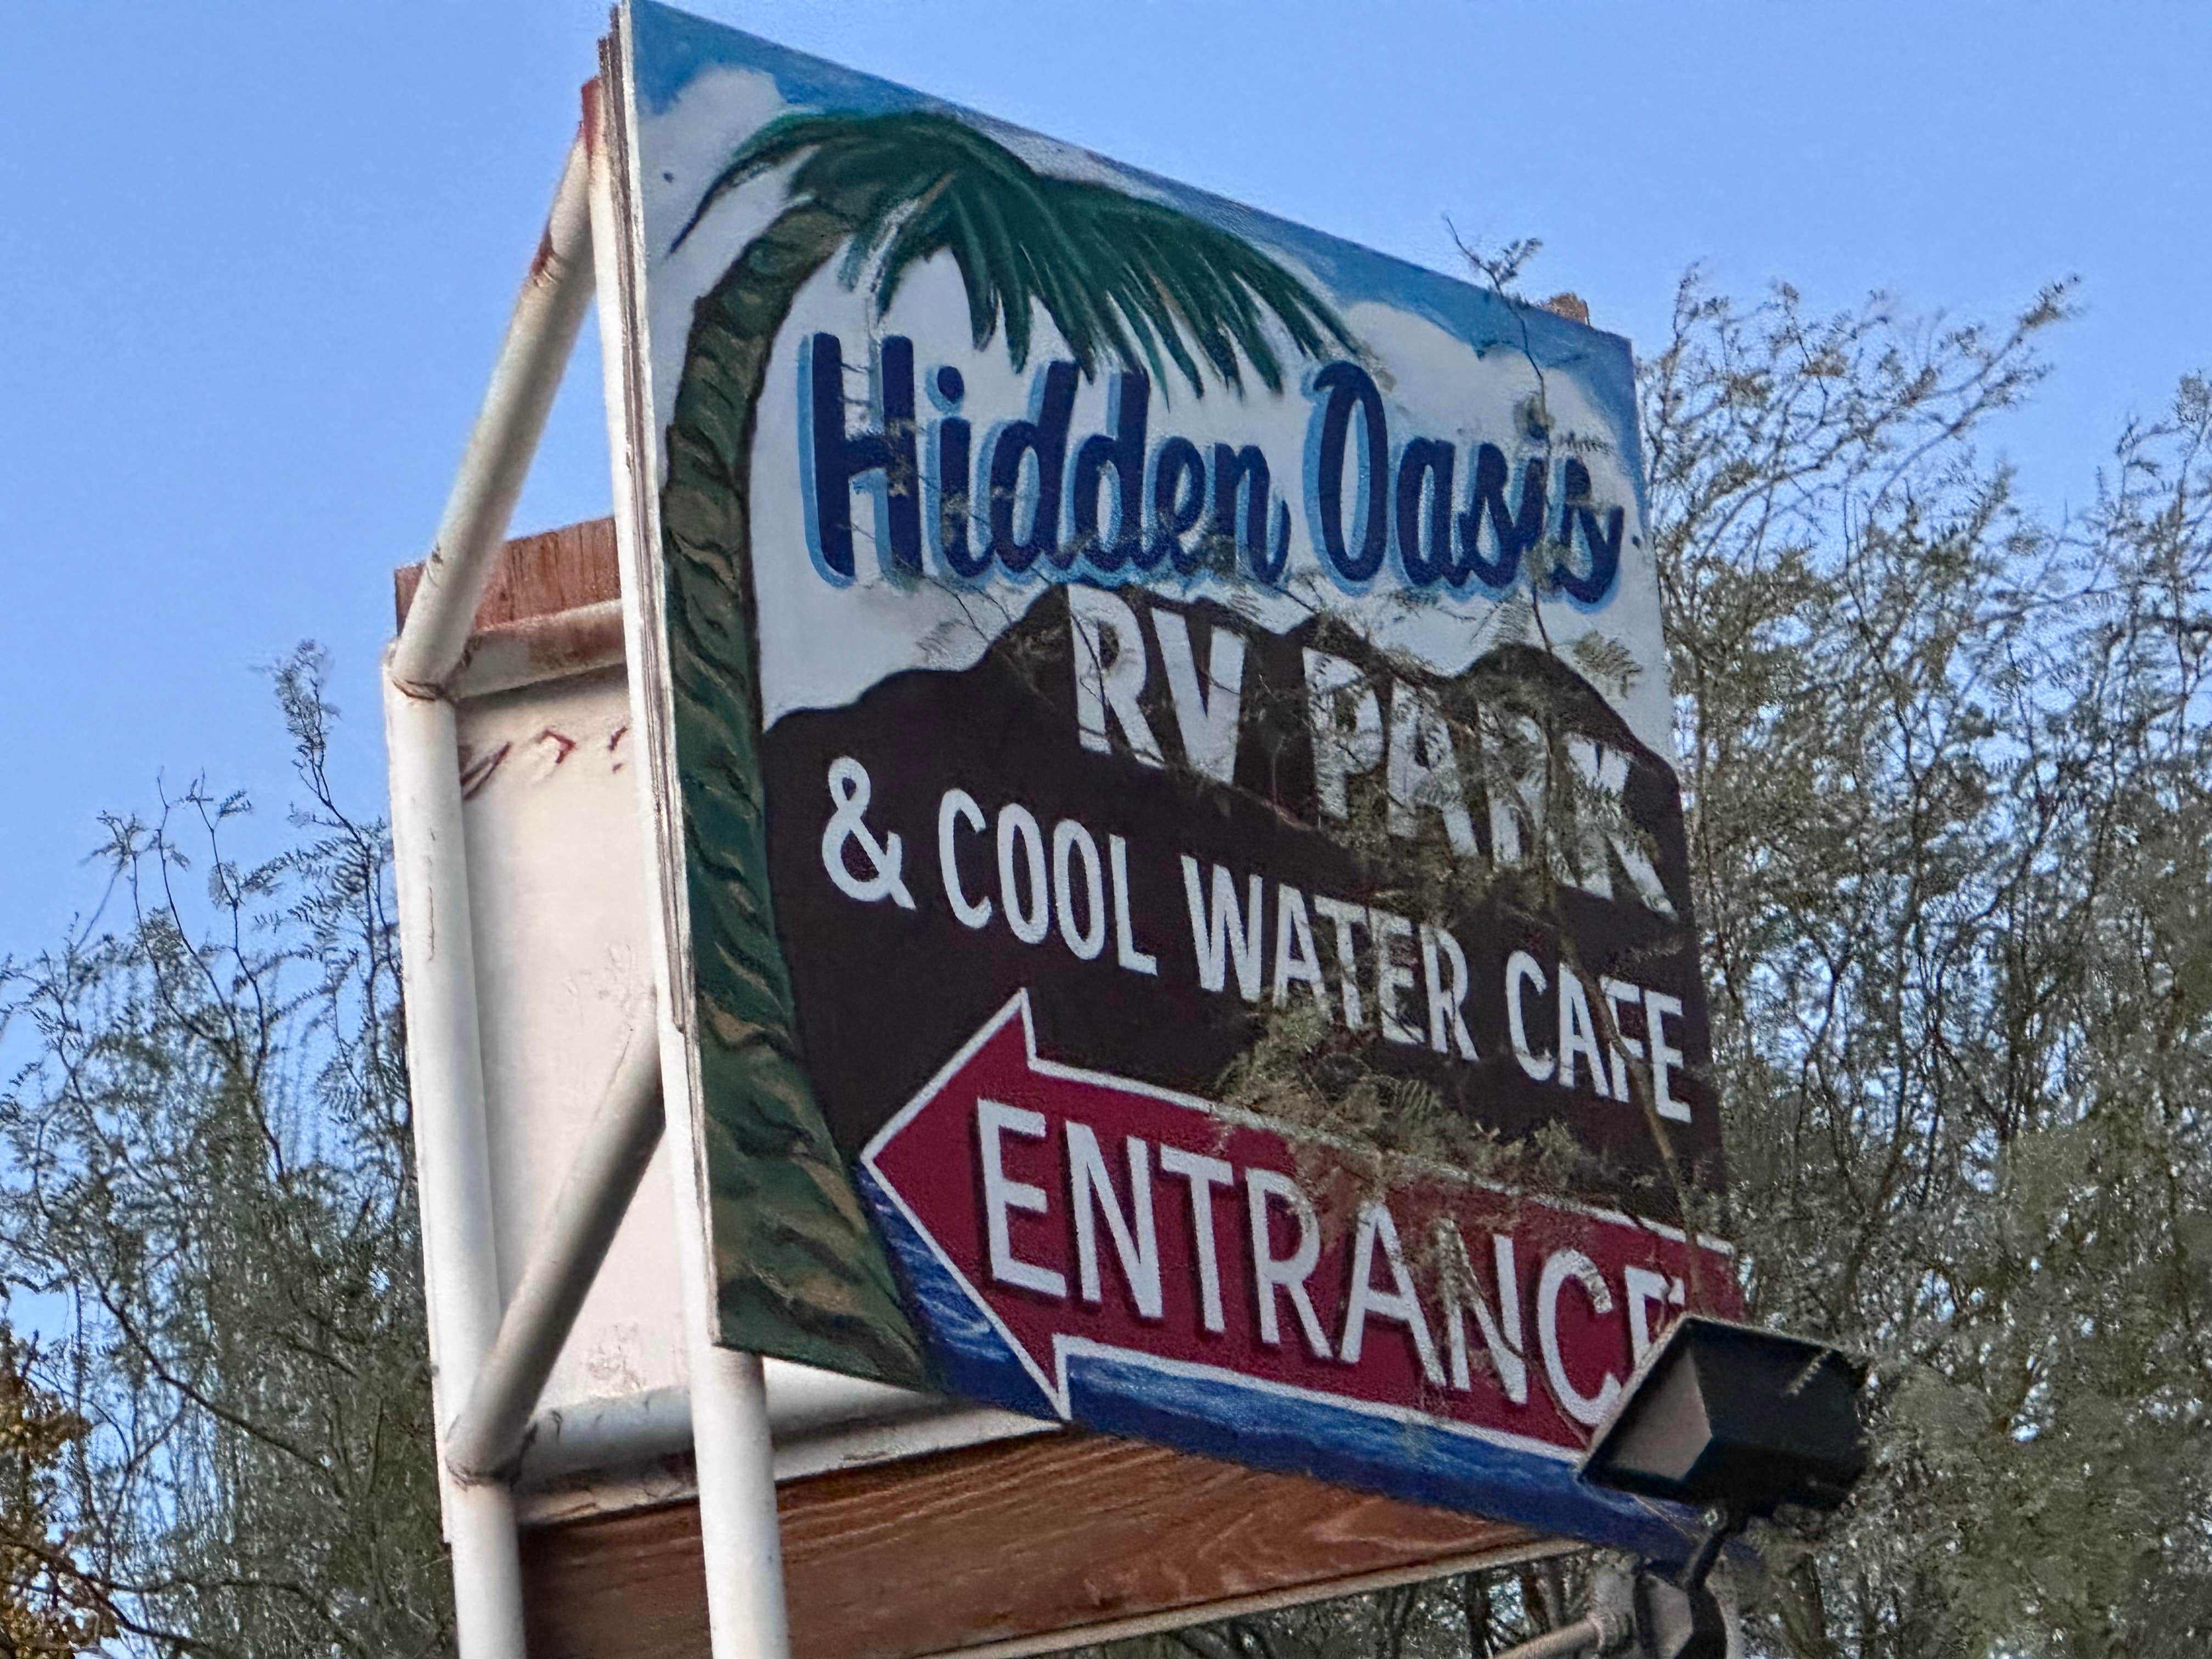 Hidden Oasis
RV PARK
& COOL WATER CAFE
ENTRANCE